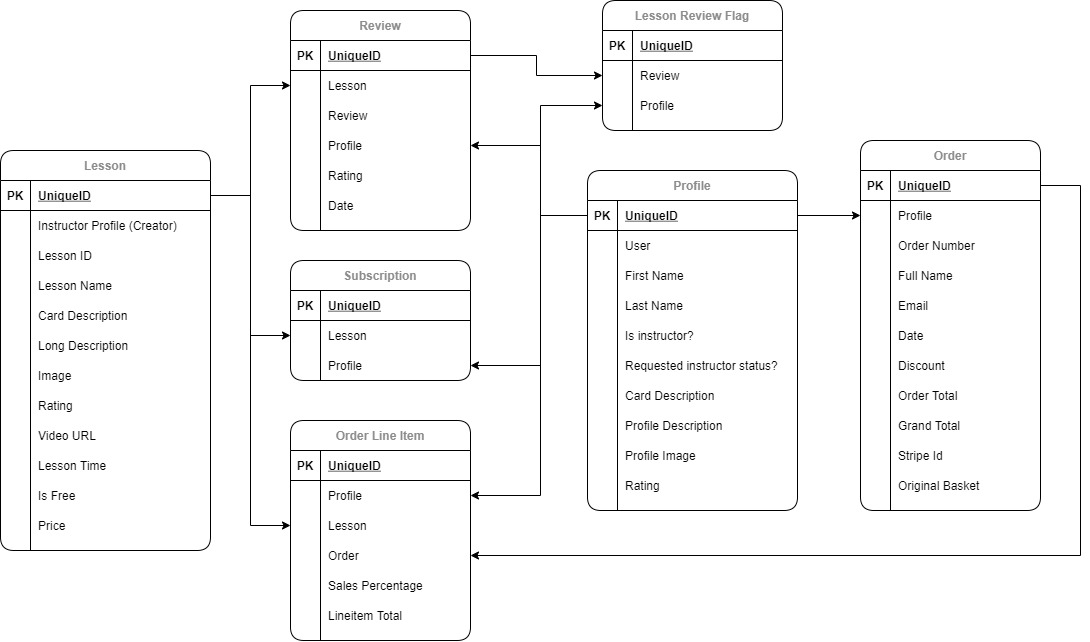 Review
PK UniqueID
Lesson
Review
Profile
Rating
Date
Lesson Review Flag
PK UniqueID
Review
Profile
Lesson
PK UniqueID
Instructor Profile (Creator)
Lesson ID
Lesson Name
Card Description
Long Description
Image
Rating
Video URL
Lesson Time
Is Free
Price
Subscription
PK UniqueID
Lesson
Profile
Order Line Item
PK UniqueID
Profile
Lesson
Order
Sales Percentage
Lineitem Total
Profile
PK UniqueID
User
First Name
Last Name
Is instructor?
Requested instructor status?
Card Description
Profile Description
Profile Image
Rating
Order
PK UniqueID
Profile
Order Number
Full Name
Email
Date
Discount
Order Total
Grand Total
Stripe Id
Original Basket